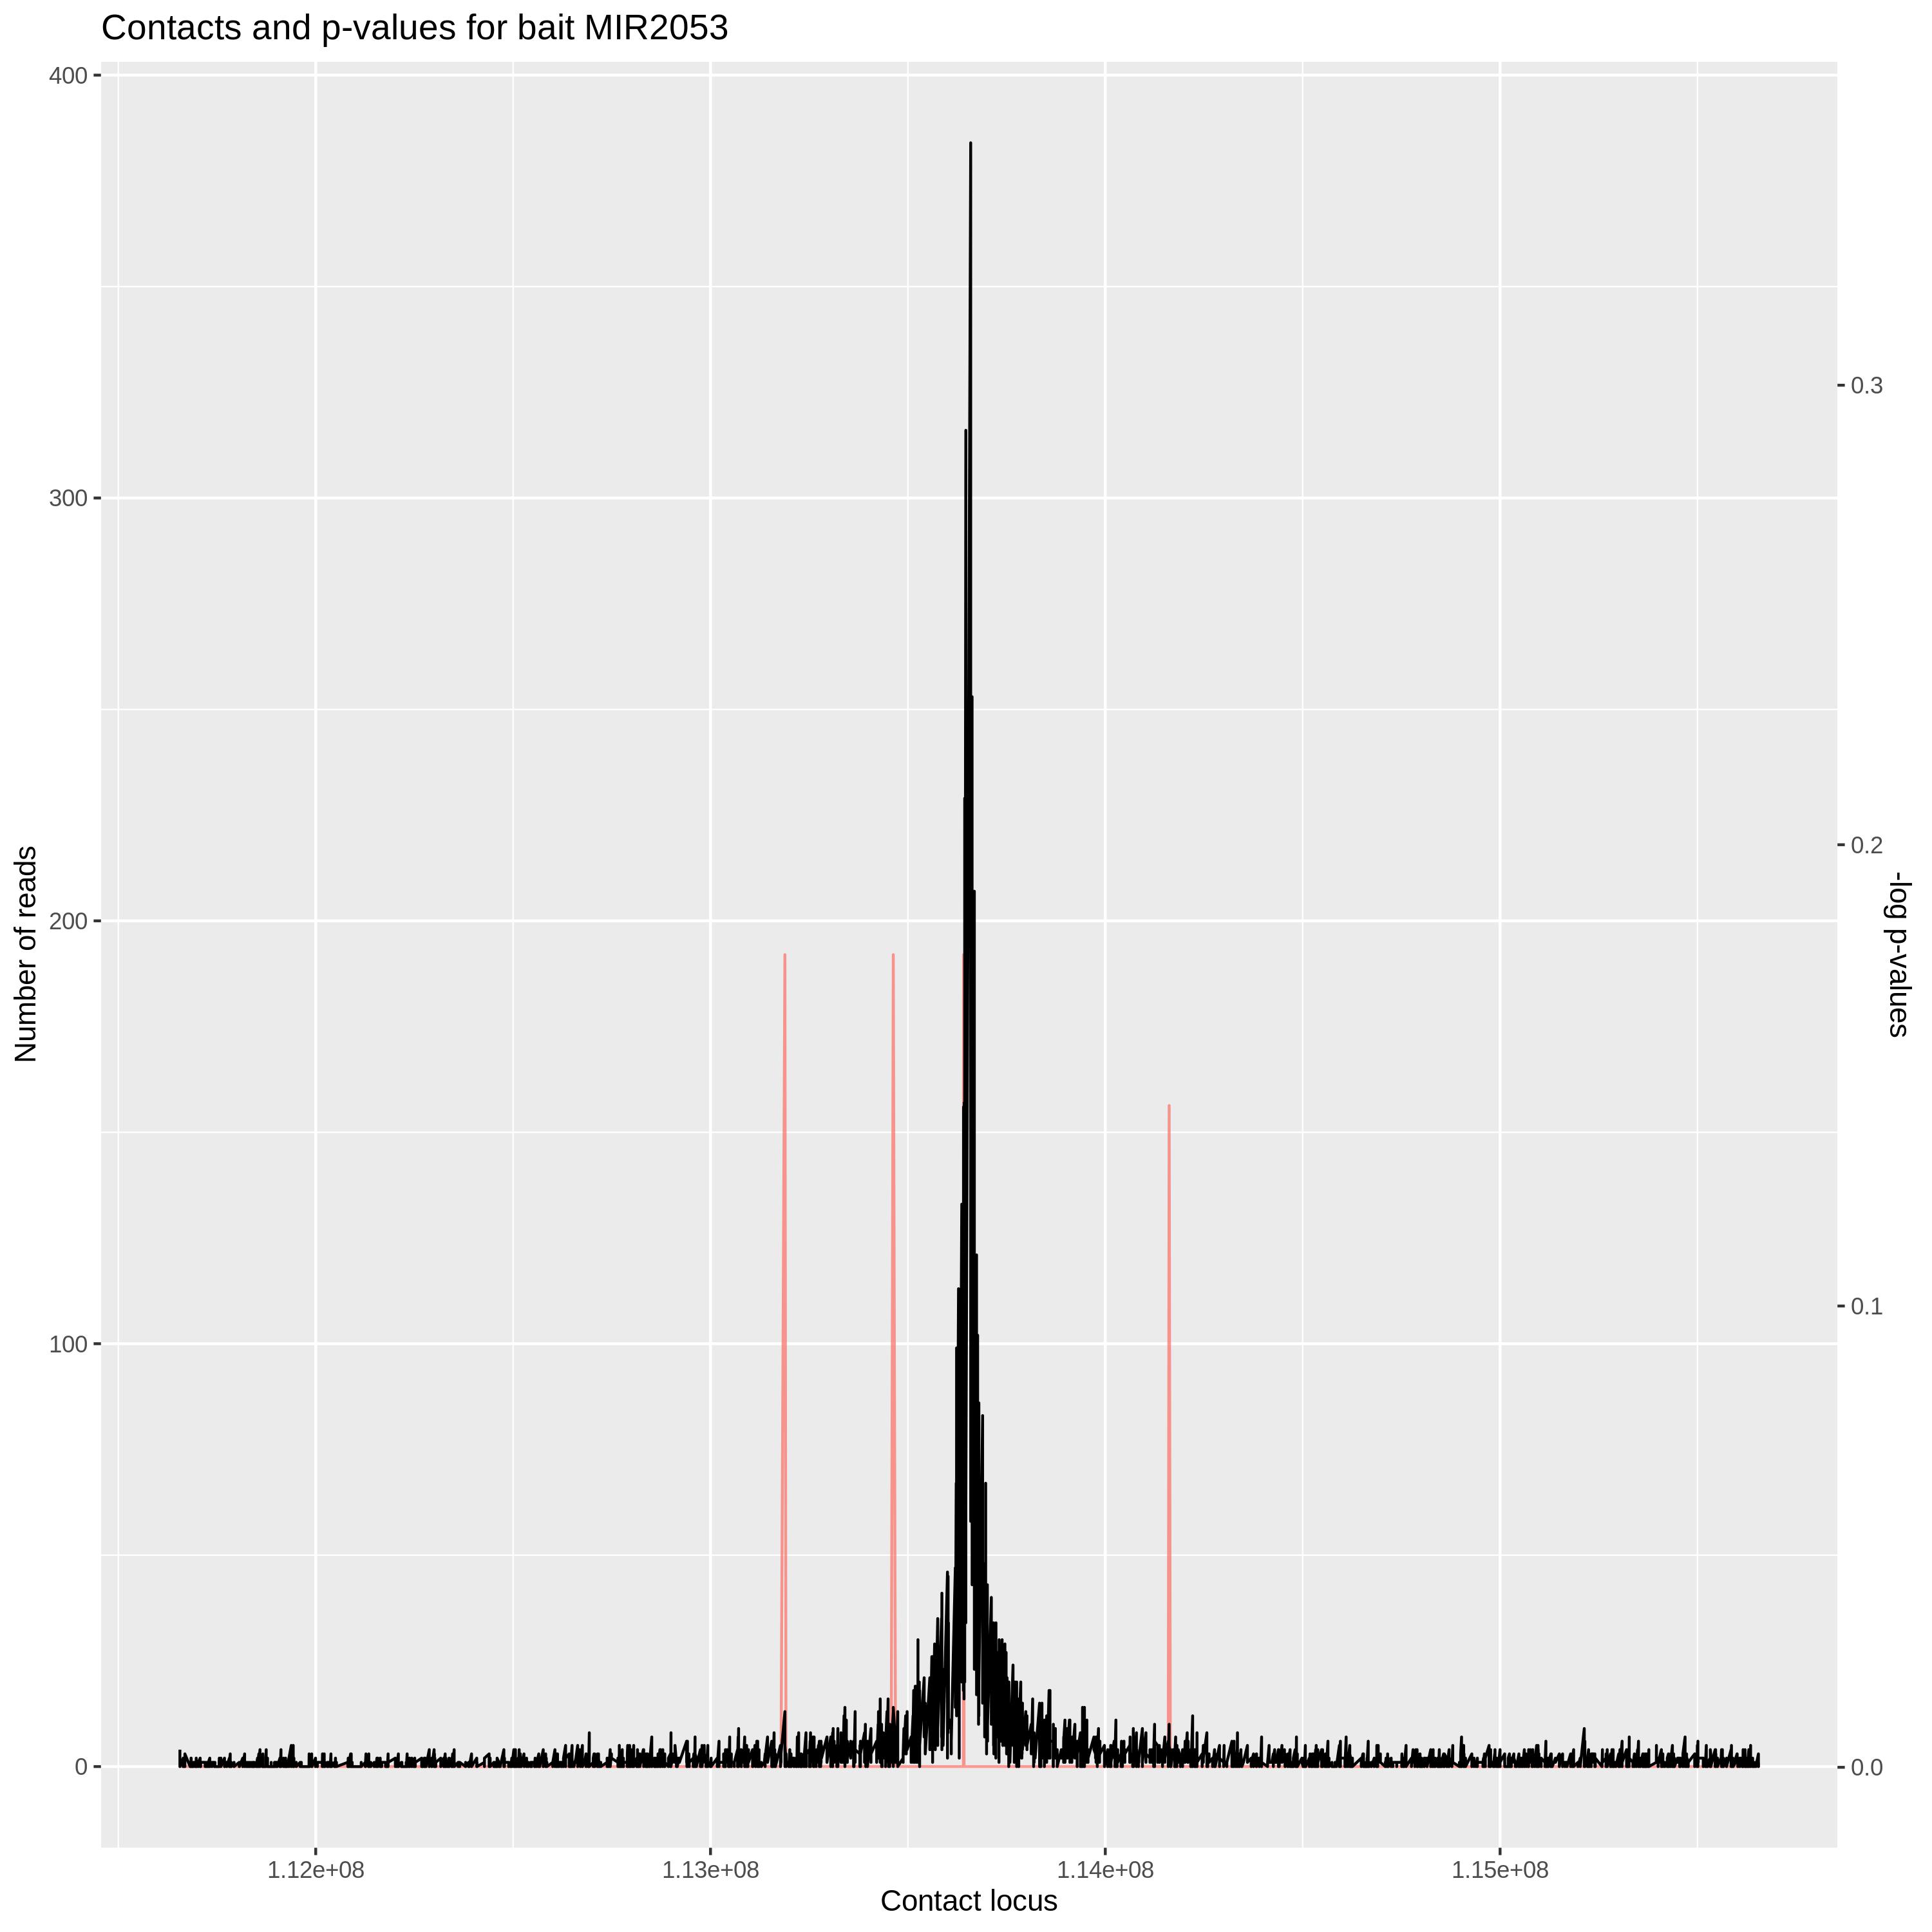 Contacts and p-values for bait MIR2053
400
300
200
100
0
Number of reads
0.3
0.2
0.1
0.0
-log p-values
1.12e+08
1.13e+08
1.14e+08
1.15e+08
Contact locus